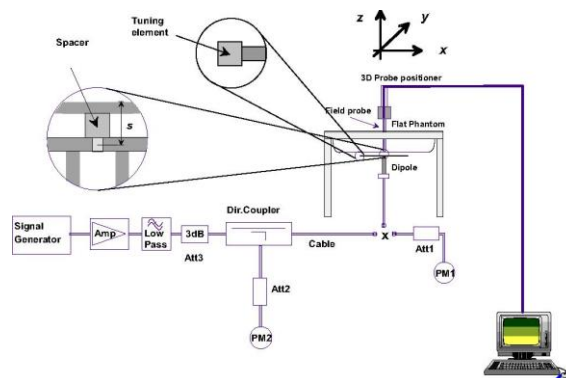 Tuning
element
Spacer
s
z
y
x
3D Probe positioner
Field probe
Flat Phantom
Dipole
Signal
Generator
Amp
Low
Pass
3dB
Att3
Dir.Coupler
Cable
x
Att1
PM1
Att2
PM2